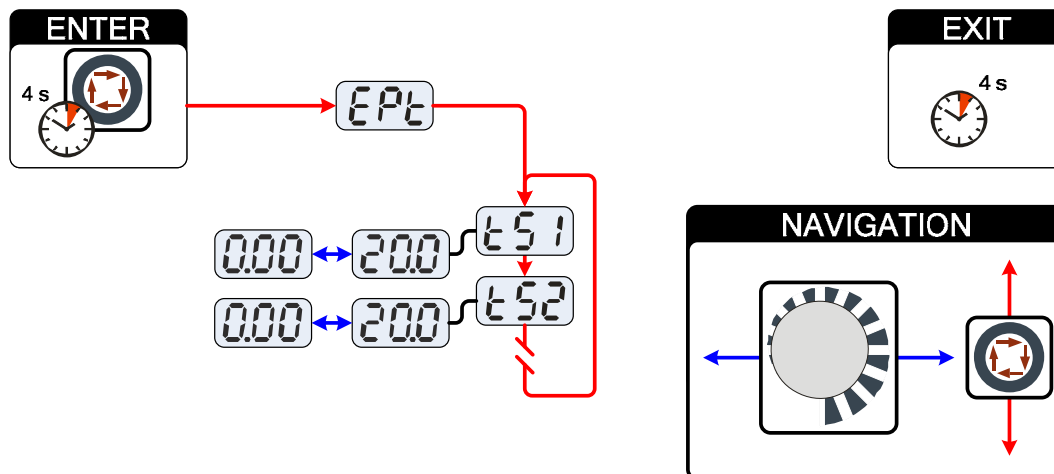 ENTER
4 s
EPt
tS1
0.00 20.0
tS2
0.00 20.0
EXIT
4 s
NAVIGATION